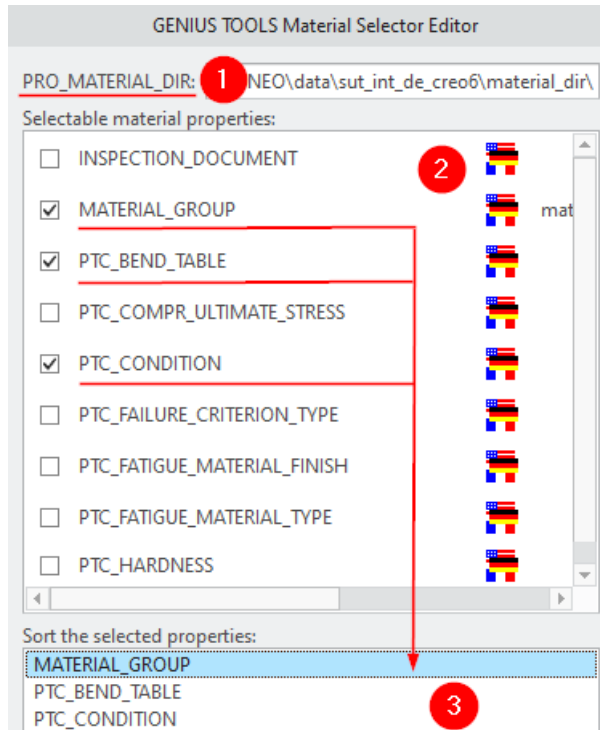 GENIUS TOOLS Material Selector Editor
PRO_MATERIAL_DIR: 1 NEO\data\sut_int_de_creo6\material_dir\
Selectable material properties:
INSPECTION_DOCUMENT 2
MATERIAL_GROUP mat
PTC_BEND_TABLE
PTC_COMPR_ULTIMATE_STRESS
PTC_CONDITION
PTC_FAILURE_CRITERION_TYPE
PTC_FATIGUE_MATERIAL_FINISH
PTC_FATIGUE_MATERIAL_TYPE
PTC_HARDNESS
Sort the selected properties:
MATERIAL_GROUP
PTC_BEND_TABLE
PTC_CONDITION 3